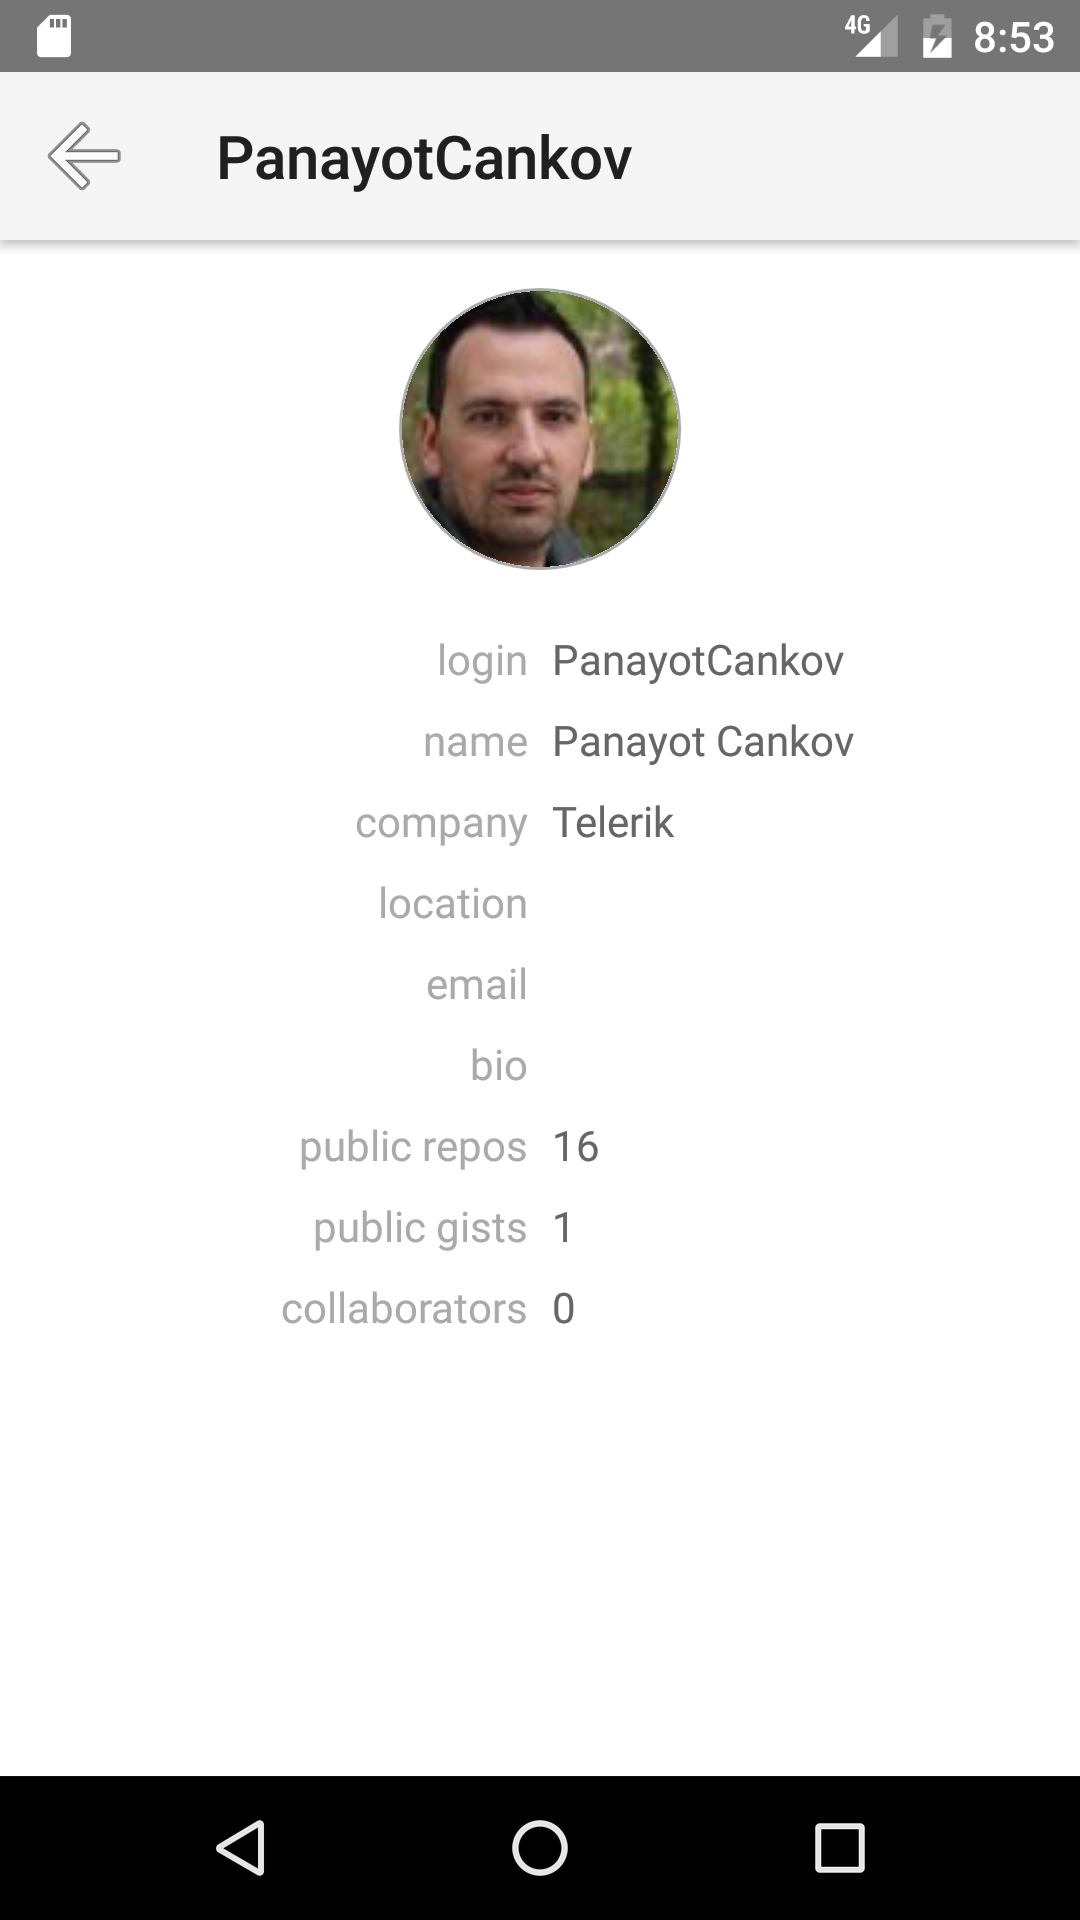 4G 8:53
PanayotCankov
login PanayotCankov
name Panayot Cankov
company Telerik
location
email
bio
public repos 16
public gists 1
collaborators 0